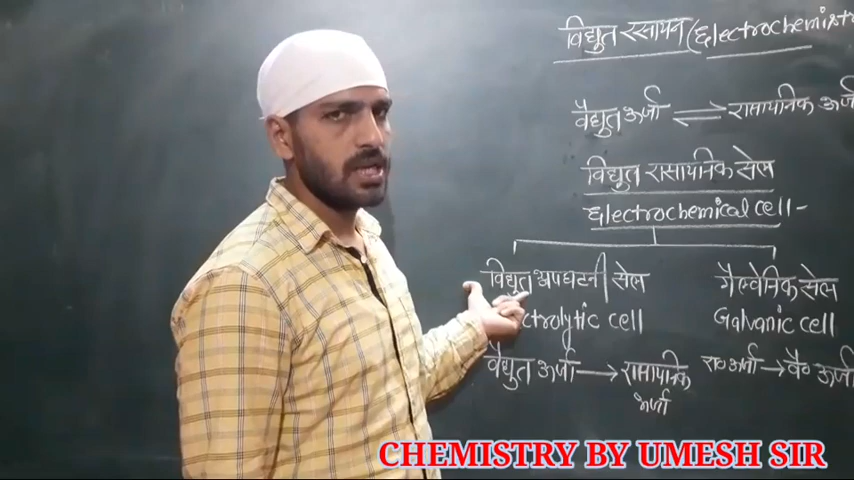 विद्युत रसायन (Electrochemistr
वैद्युत ऊर्जा ⇌ रासायनिक ऊर्जा
विद्युत रासायनिक सेल
Electrochemical cell -
विद्युत अपघटनी सेल
ctrolytic cell
वैद्युत ऊर्जा → रासायनिक
ऊर्जा
गैल्वेनिक सेल
Galvanic cell
रा० ऊर्जा → वै० ऊर्जा
CHEMISTRY BY UMESH SIR